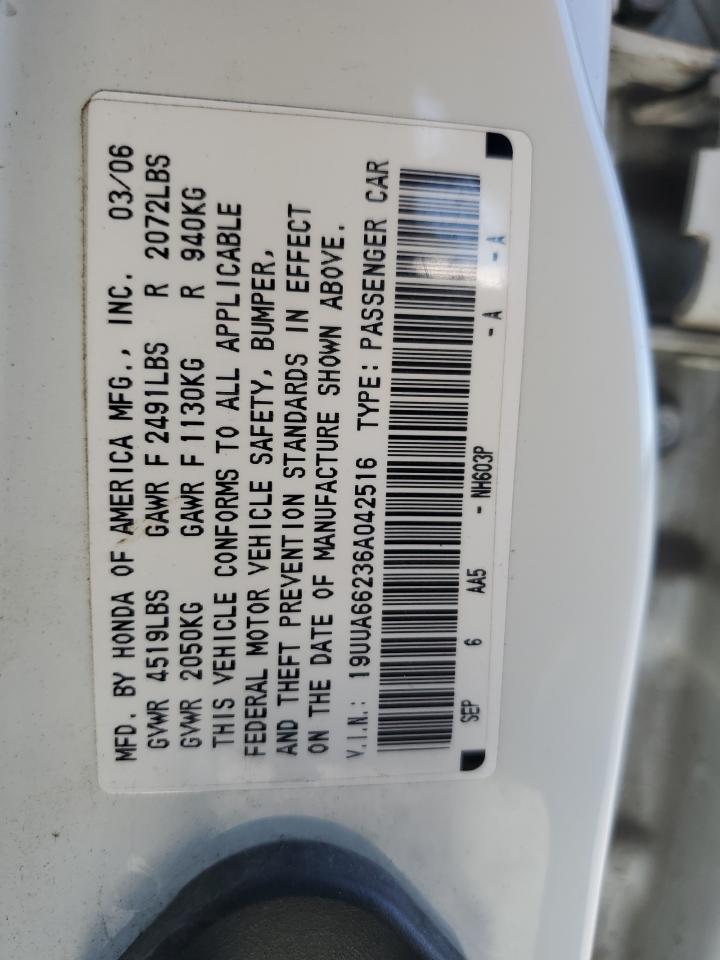 MFD. BY HONDA OF AMERICA MFG., INC. 03/06
GVWR 4519LBS GAWR F 2491LBS R 2072LBS
GVWR 2050KG GAWR F 1130KG R 940KG
THIS VEHICLE CONFORMS TO ALL APPLICABLE
FEDERAL MOTOR VEHICLE SAFETY, BUMPER,
AND THEFT PREVENTION STANDARDS IN EFFECT
ON THE DATE OF MANUFACTURE SHOWN ABOVE.
V.I.N.: 19UUA66236A042516 TYPE: PASSENGER CAR
SEP 6 AA5 - NH603P - A - A